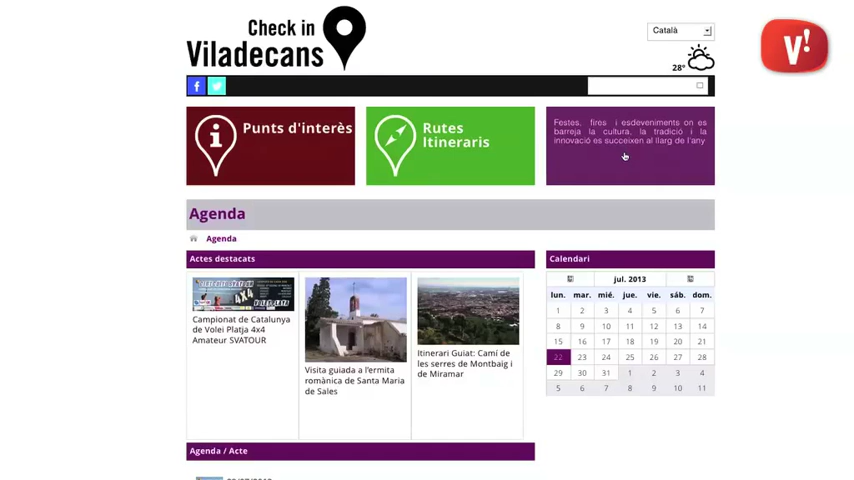 Check in
Viladecans
Català
V!
28°
f
Punts d'interès
Rutes
Itineraris
Festes, fires i esdeveniments on es
barreja la cultura, la tradició i la
innovació es succeixen al llarg de l'any
Agenda
Agenda
Actes destacats
Calendari
Campionat de Catalunya
de Volei Platja 4x4
Amateur SVATOUR
Visita guiada a l'ermita
romànica de Santa Maria
de Sales
Itinerari Guiat: Camí de
les serres de Montbaig i
de Miramar
jul. 2013
lun. mar. mié. jue. vie. sáb. dom.
1 2 3 4 5 6 7
8 9 10 11 12 13 14
15 16 17 18 19 20 21
22 23 24 25 26 27 28
29 30 31 1 2 3 4
5 6 7 8 9 10 11
Agenda / Acte